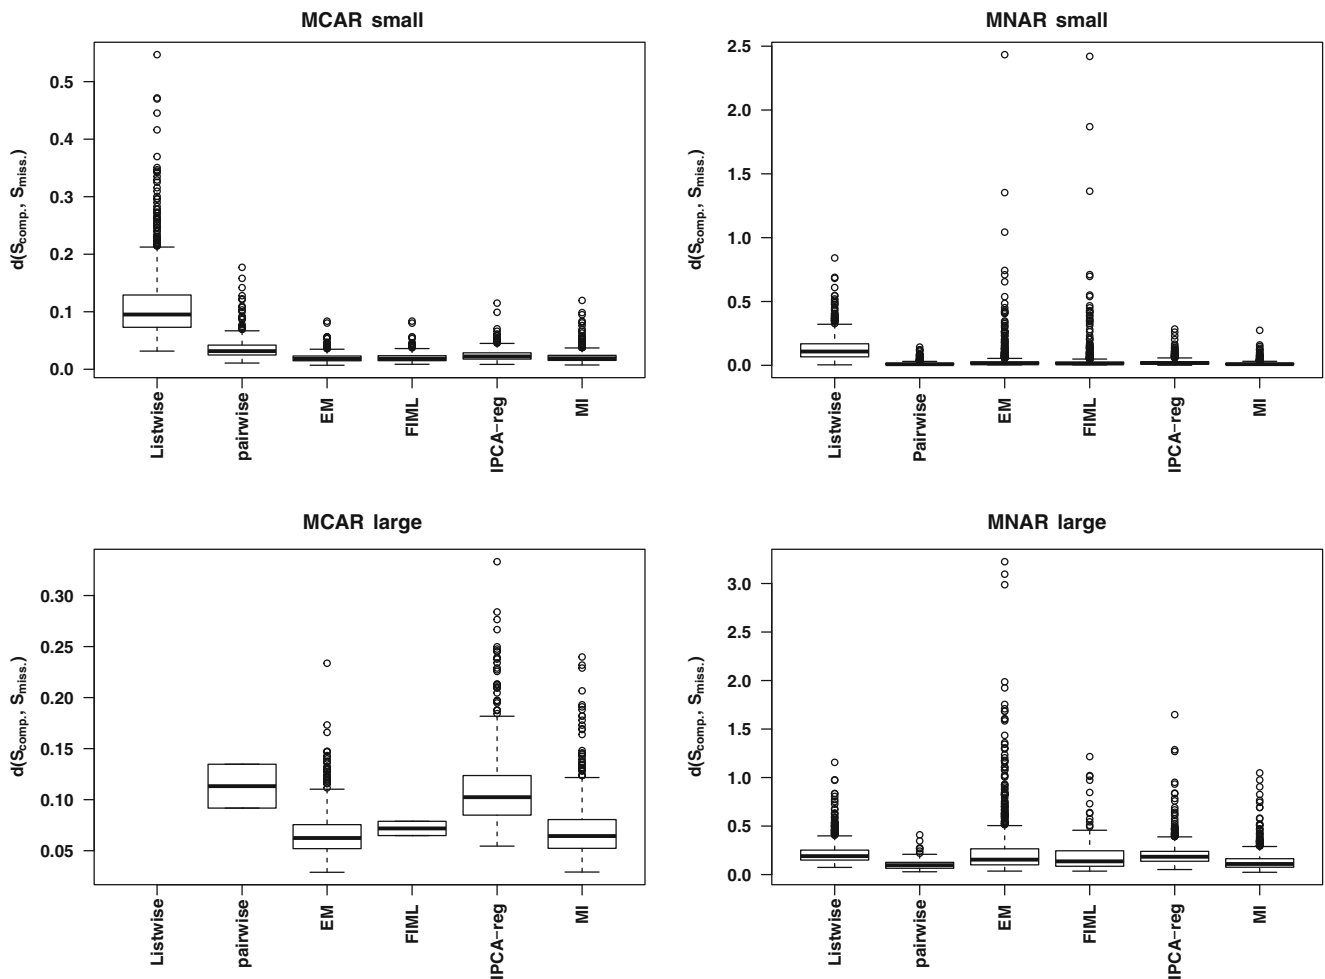 MCAR small
d(Scomp., Smiss.)
0.5
0.4
0.3
0.2
0.1
0.0
Listwise
pairwise
EM
FIML
IPCA-reg
MI
MNAR small
d(Scomp., Smiss.)
2.5
2.0
1.5
1.0
0.5
0.0
Listwise
Pairwise
EM
FIML
IPCA-reg
MI
MCAR large
d(Scomp., Smiss.)
0.30
0.25
0.20
0.15
0.10
0.05
Listwise
pairwise
EM
FIML
IPCA-reg
MI
MNAR large
d(Scomp., Smiss.)
3.0
2.5
2.0
1.5
1.0
0.5
0.0
Listwise
pairwise
EM
FIML
IPCA-reg
MI